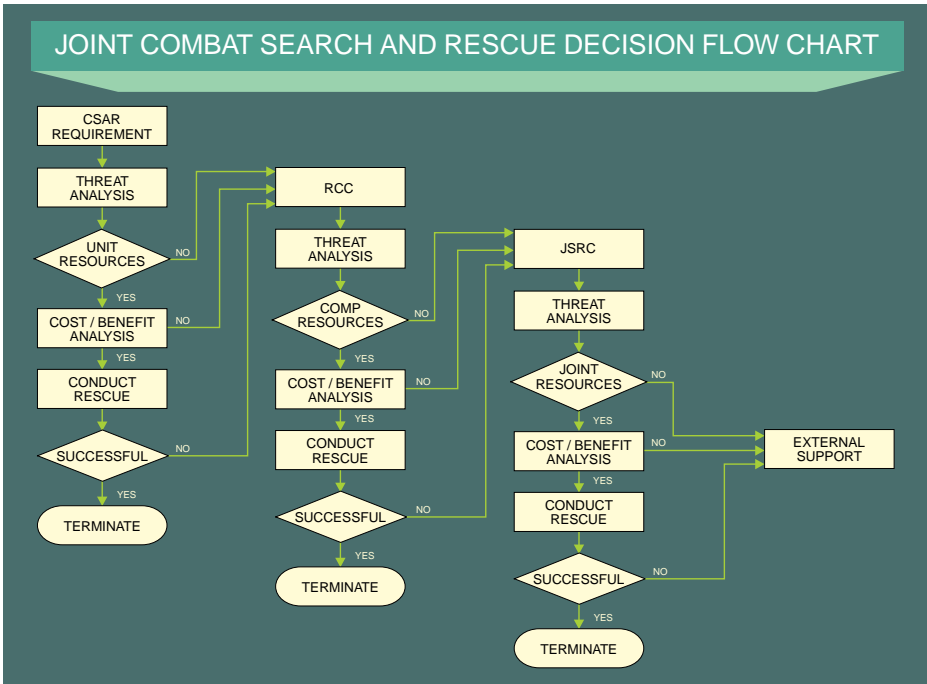 JOINT COMBAT SEARCH AND RESCUE DECISION FLOW CHART
CSAR
REQUIREMENT
THREAT
ANALYSIS
UNIT
RESOURCES
NO
YES
COST / BENEFIT
ANALYSIS
NO
YES
CONDUCT
RESCUE
SUCCESSFUL
NO
YES
TERMINATE
RCC
THREAT
ANALYSIS
COMP
RESOURCES
NO
YES
COST / BENEFIT
ANALYSIS
NO
YES
CONDUCT
RESCUE
SUCCESSFUL
NO
YES
TERMINATE
JSRC
THREAT
ANALYSIS
JOINT
RESOURCES
NO
YES
COST / BENEFIT
ANALYSIS
NO
YES
CONDUCT
RESCUE
SUCCESSFUL
NO
YES
TERMINATE
EXTERNAL
SUPPORT